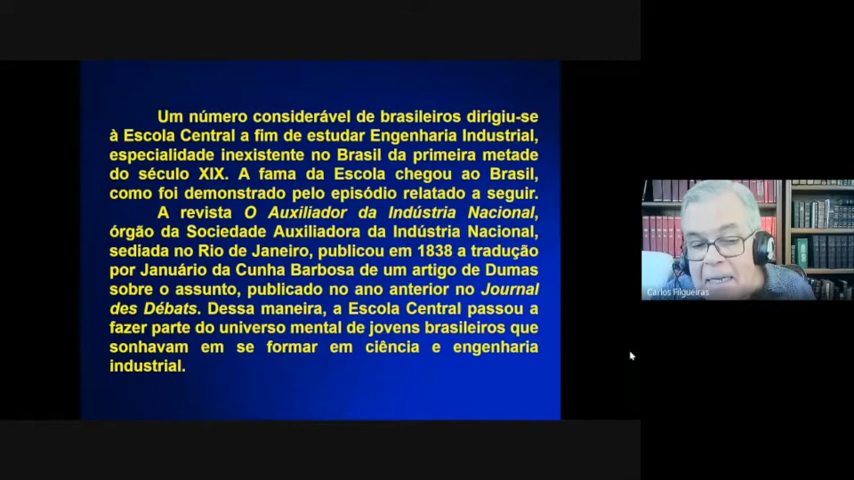 Um número considerável de brasileiros dirigiu-se
à Escola Central a fim de estudar Engenharia Industrial,
especialidade inexistente no Brasil da primeira metade
do século XIX. A fama da Escola chegou ao Brasil,
como foi demonstrado pelo episódio relatado a seguir.
A revista O Auxiliador da Indústria Nacional,
órgão da Sociedade Auxiliadora da Indústria Nacional,
sediada no Rio de Janeiro, publicou em 1838 a tradução
por Januário da Cunha Barbosa de um artigo de Dumas
sobre o assunto, publicado no ano anterior no Journal
des Débats. Dessa maneira, a Escola Central passou a
fazer parte do universo mental de jovens brasileiros que
sonhavam em se formar em ciência e engenharia
industrial.
Carlos Filgueiras